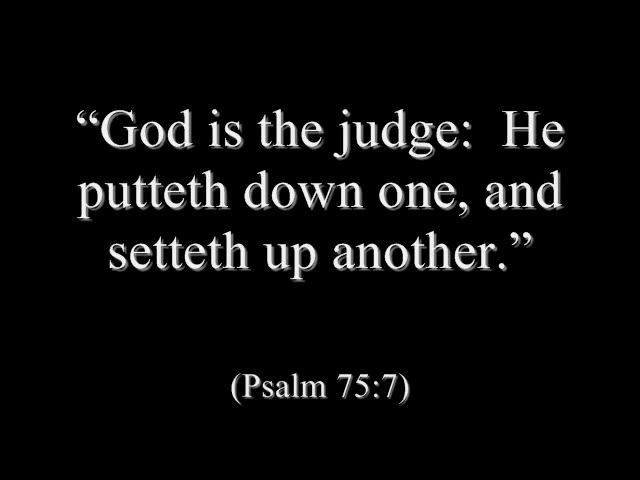 “God is the judge:  He
putteth down one, and
setteth up another.”
(Psalm 75:7)